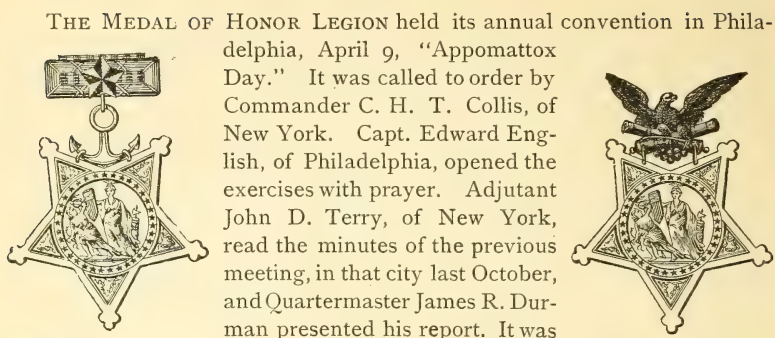 THE MEDAL OF HONOR LEGION held its annual convention in Phila-
delphia, April 9, “Appomattox
Day.” It was called to order by
Commander C. H. T. Collis, of
New York. Capt. Edward Eng-
lish, of Philadelphia, opened the
exercises with prayer. Adjutant
John D. Terry, of New York,
read the minutes of the previous
meeting, in that city last October,
and Quartermaster James R. Dur-
man presented his report. It was